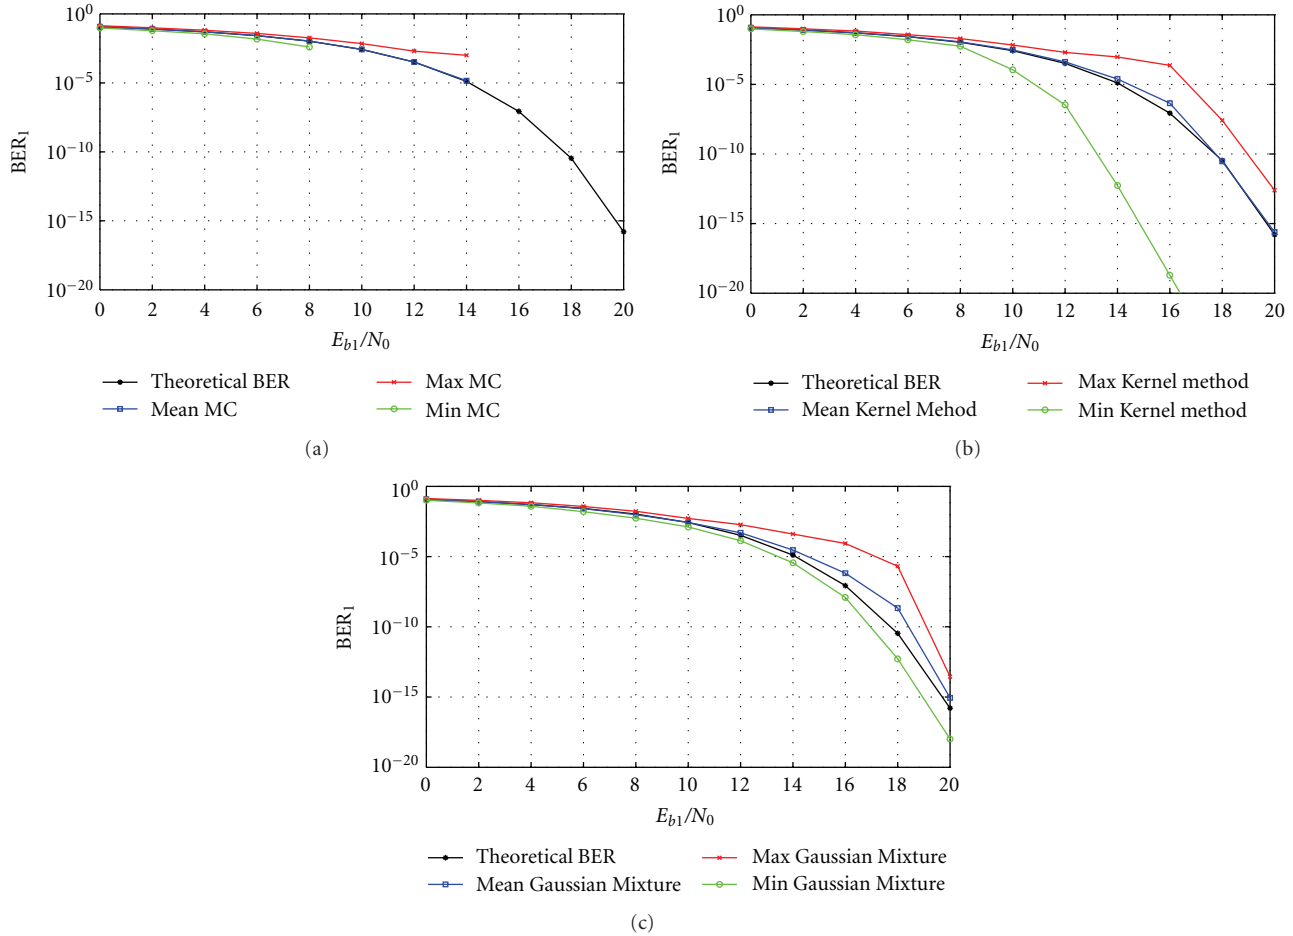 10^0
10^−5
10^−10
10^−15
10^−20
BER_1
0 2 4 6 8 10 12 14 16 18 20
E_b1/N_0
Theoretical BER
Mean MC
Max MC
Min MC
(a)
10^0
10^−5
10^−10
10^−15
10^−20
BER_1
0 2 4 6 8 10 12 14 16 18 20
E_b1/N_0
Theoretical BER
Mean Kernel Mehod
Max Kernel method
Min Kernel method
(b)
10^0
10^−5
10^−10
10^−15
10^−20
BER_1
0 2 4 6 8 10 12 14 16 18 20
E_b1/N_0
Theoretical BER
Mean Gaussian Mixture
Max Gaussian Mixture
Min Gaussian Mixture
(c)